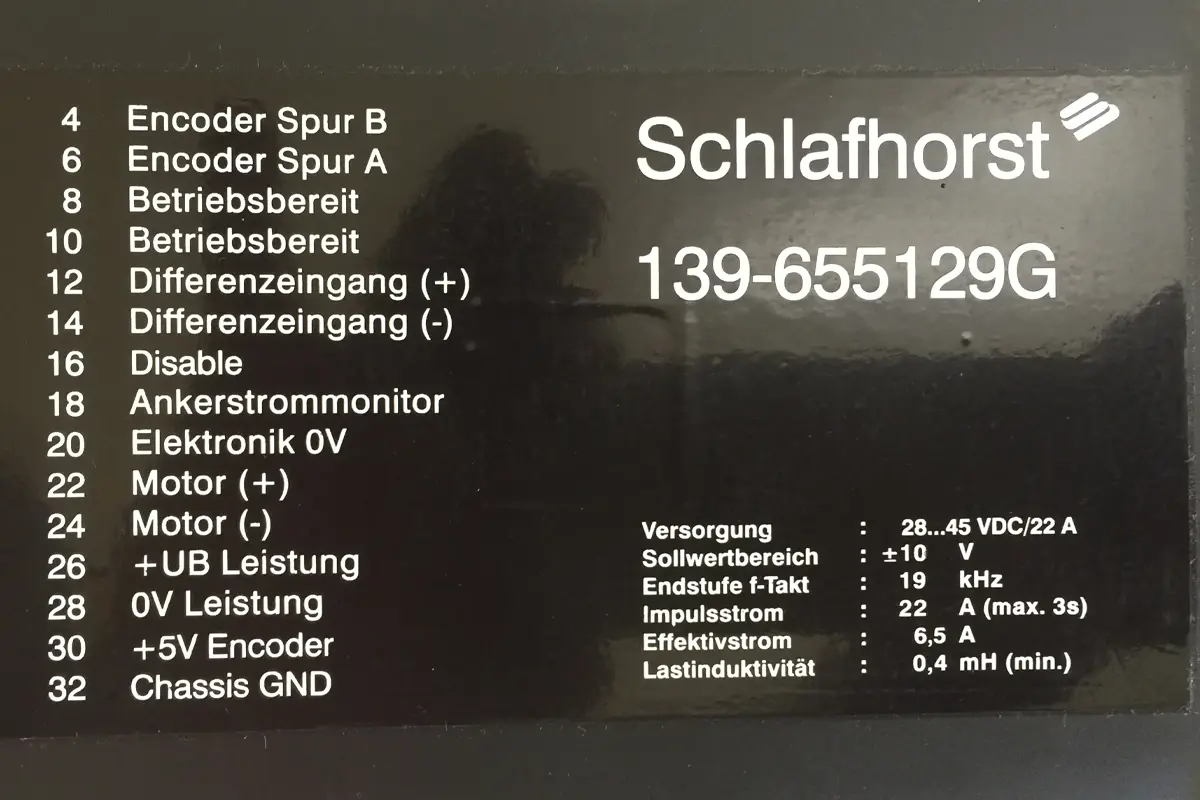 4 Encoder Spur B
6 Encoder Spur A
8 Betriebsbereit
10 Betriebsbereit
12 Differenzeingang (+)
14 Differenzeingang (-)
16 Disable
18 Ankerstrommonitor
20 Elektronik 0V
22 Motor (+)
24 Motor (-)
26 +UB Leistung
28 0V Leistung
30 +5V Encoder
32 Chassis GND
Schlafhorst
139-655129G
Versorgung : 28...45 VDC/22 A
Sollwertbereich : ±10 V
Endstufe f-Takt : 19 kHz
Impulsstrom : 22 A (max. 3s)
Effektivstrom : 6,5 A
Lastinduktivität : 0,4 mH (min.)